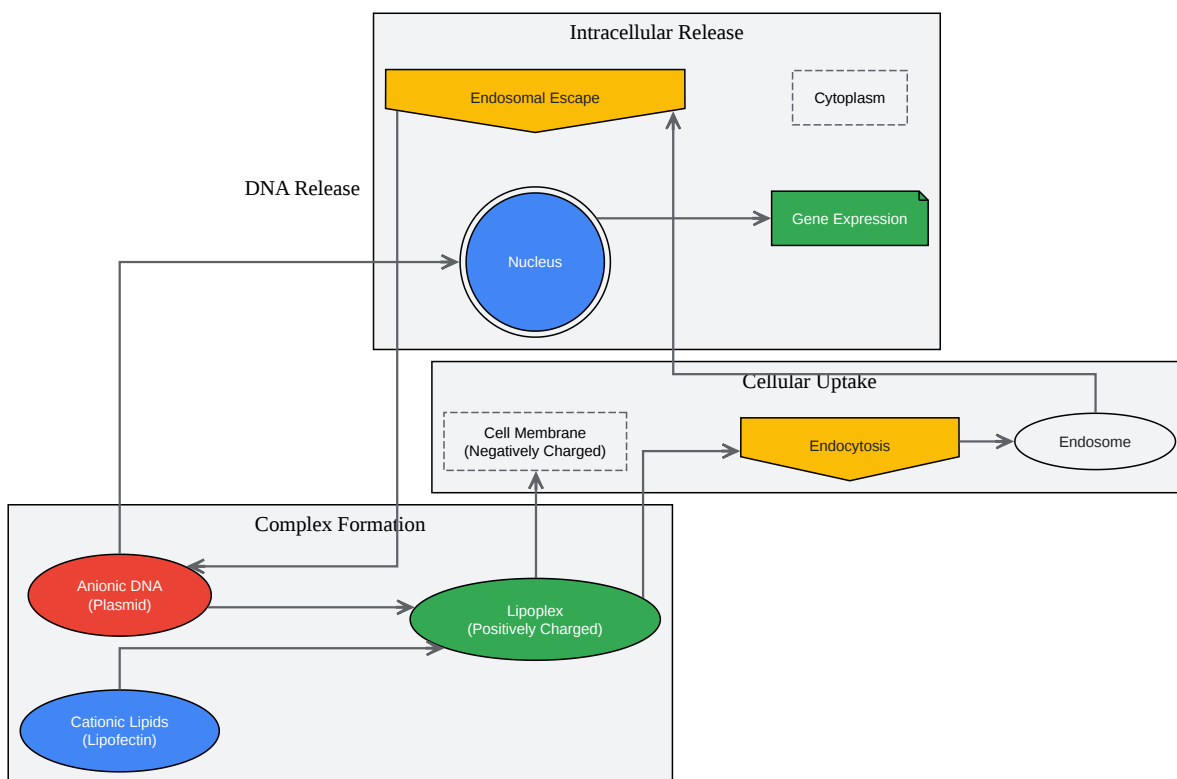 Intracellular Release
Endosomal Escape
Cytoplasm
DNA Release
Gene Expression
Nucleus
Cellular Uptake
Cell Membrane
(Negatively Charged)
Endocytosis
Endosome
Complex Formation
Anionic DNA
(Plasmid)
Lipoplex
(Positively Charged)
Cationic Lipids
(Lipofectin)